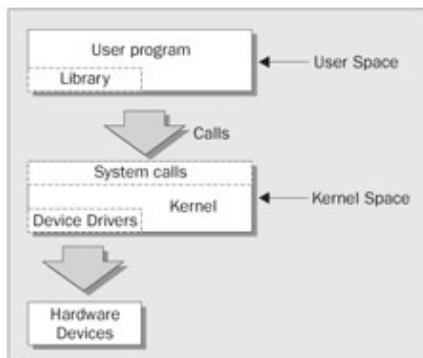 User program
Library
User Space
Calls
System calls
Kernel
Device Drivers
Kernel Space
Hardware
Devices